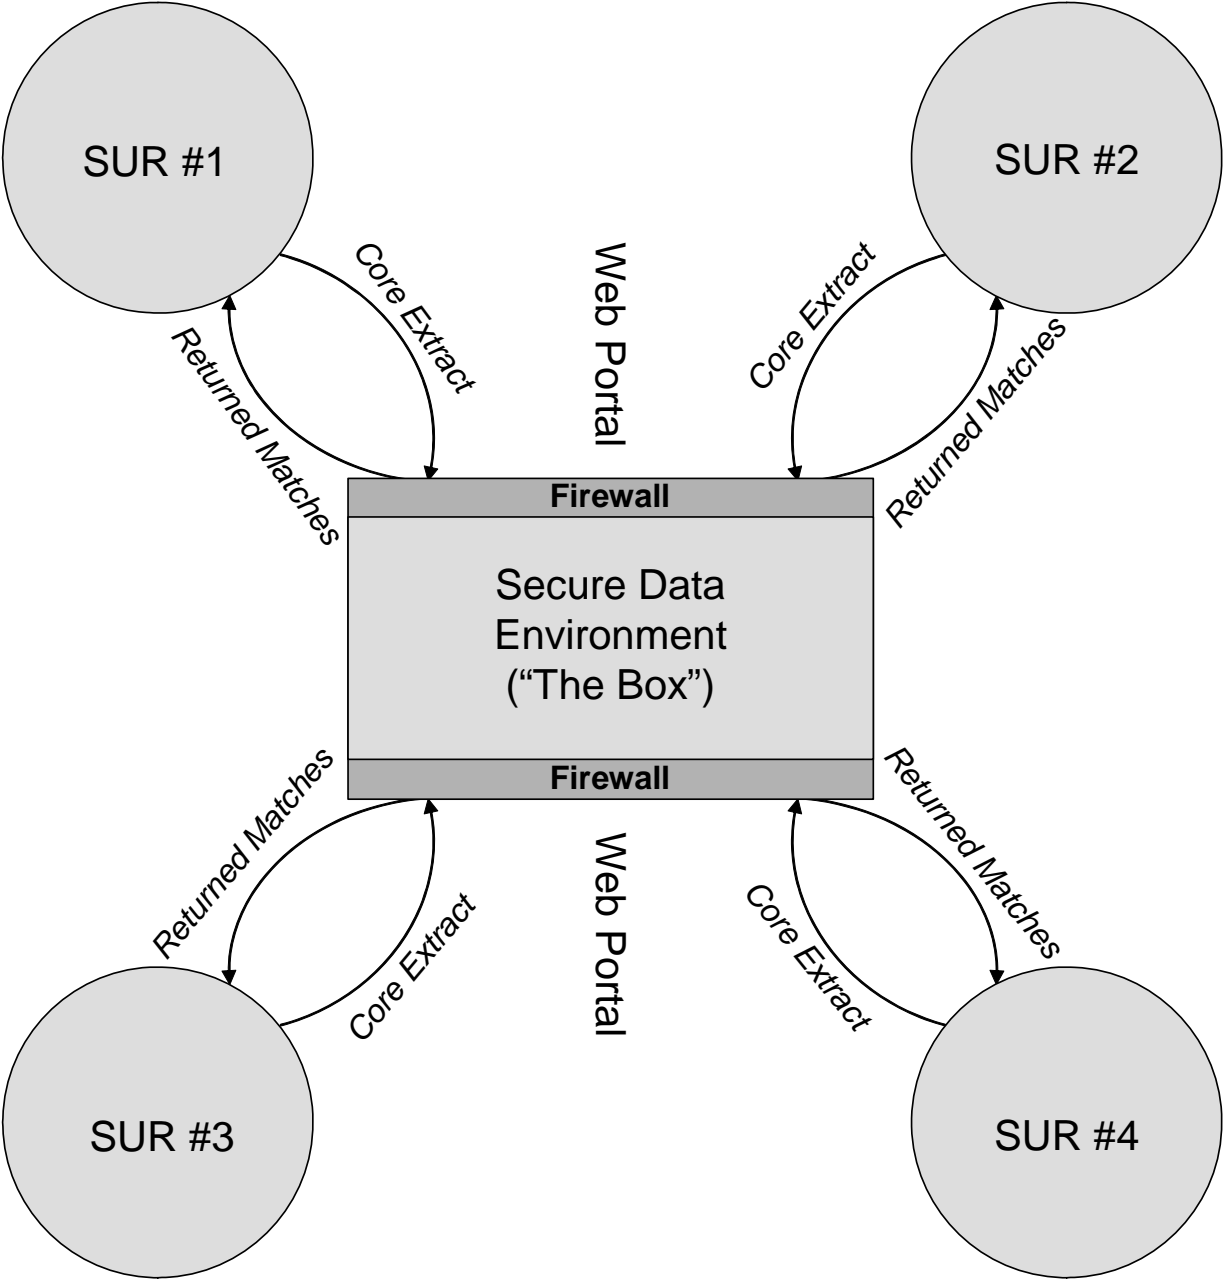 SUR #1
SUR #2
Core Extract
Web Portal
Core Extract
Returned Matches
Returned Matches
Firewall
Secure Data
Environment
(“The Box”)
Firewall
Returned Matches
Returned Matches
Web Portal
Core Extract
Core Extract
SUR #3
SUR #4